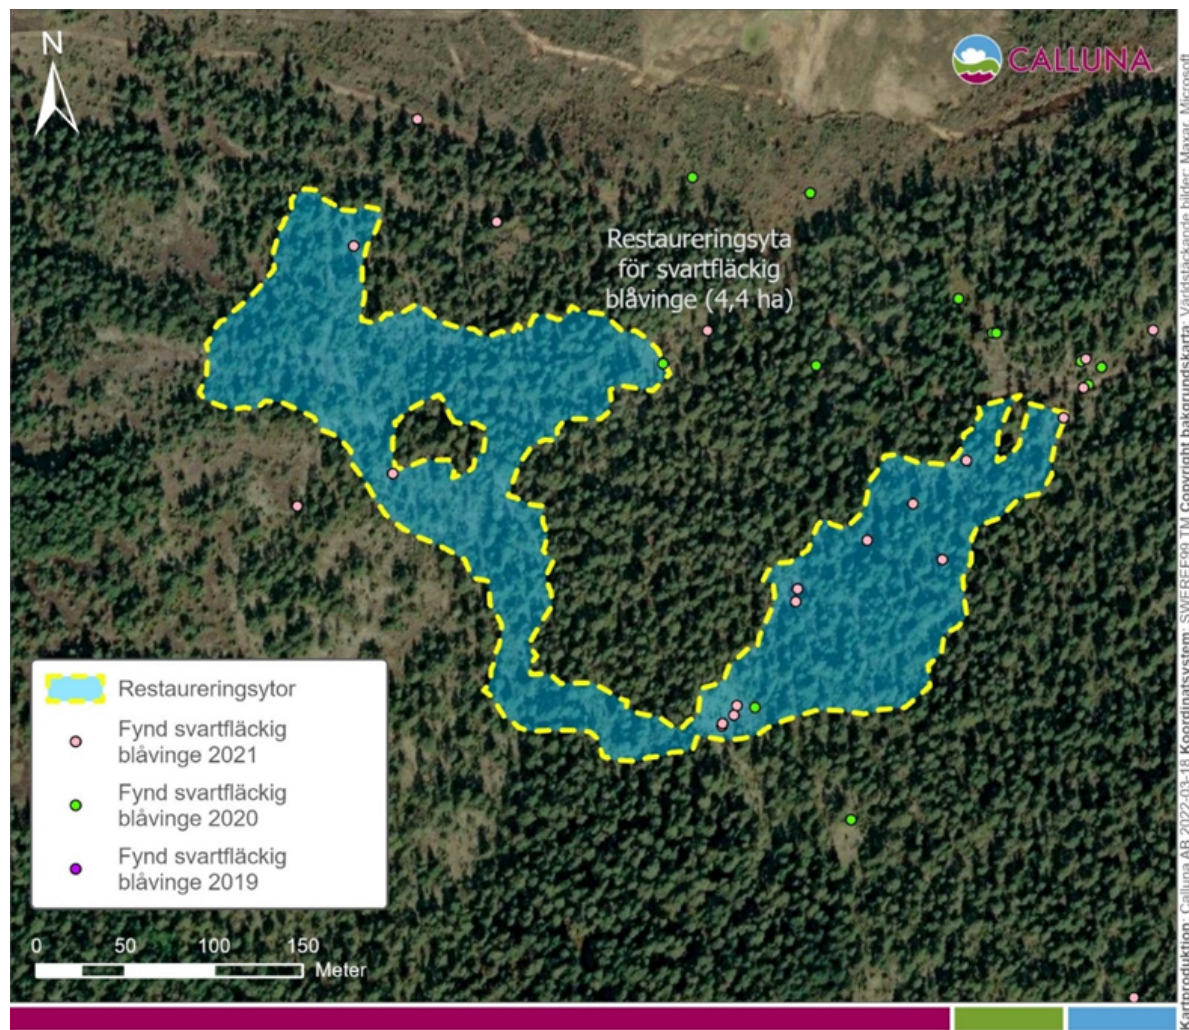 N
CALLUNA
Restaureringsyta
för svartfläckig
blåvinge (4,4 ha)
Restaureringsytor
Fynd svartfläckig
blåvinge 2021
Fynd svartfläckig
blåvinge 2020
Fynd svartfläckig
blåvinge 2019
0 50 100 150
Meter
Kartproduktion: Calluna AB 2022-03-18 Koordinatsystem: SWEREF99 TM Copyright bakgrundskarta: Världstäckande bilder: Maxar, Microsoft